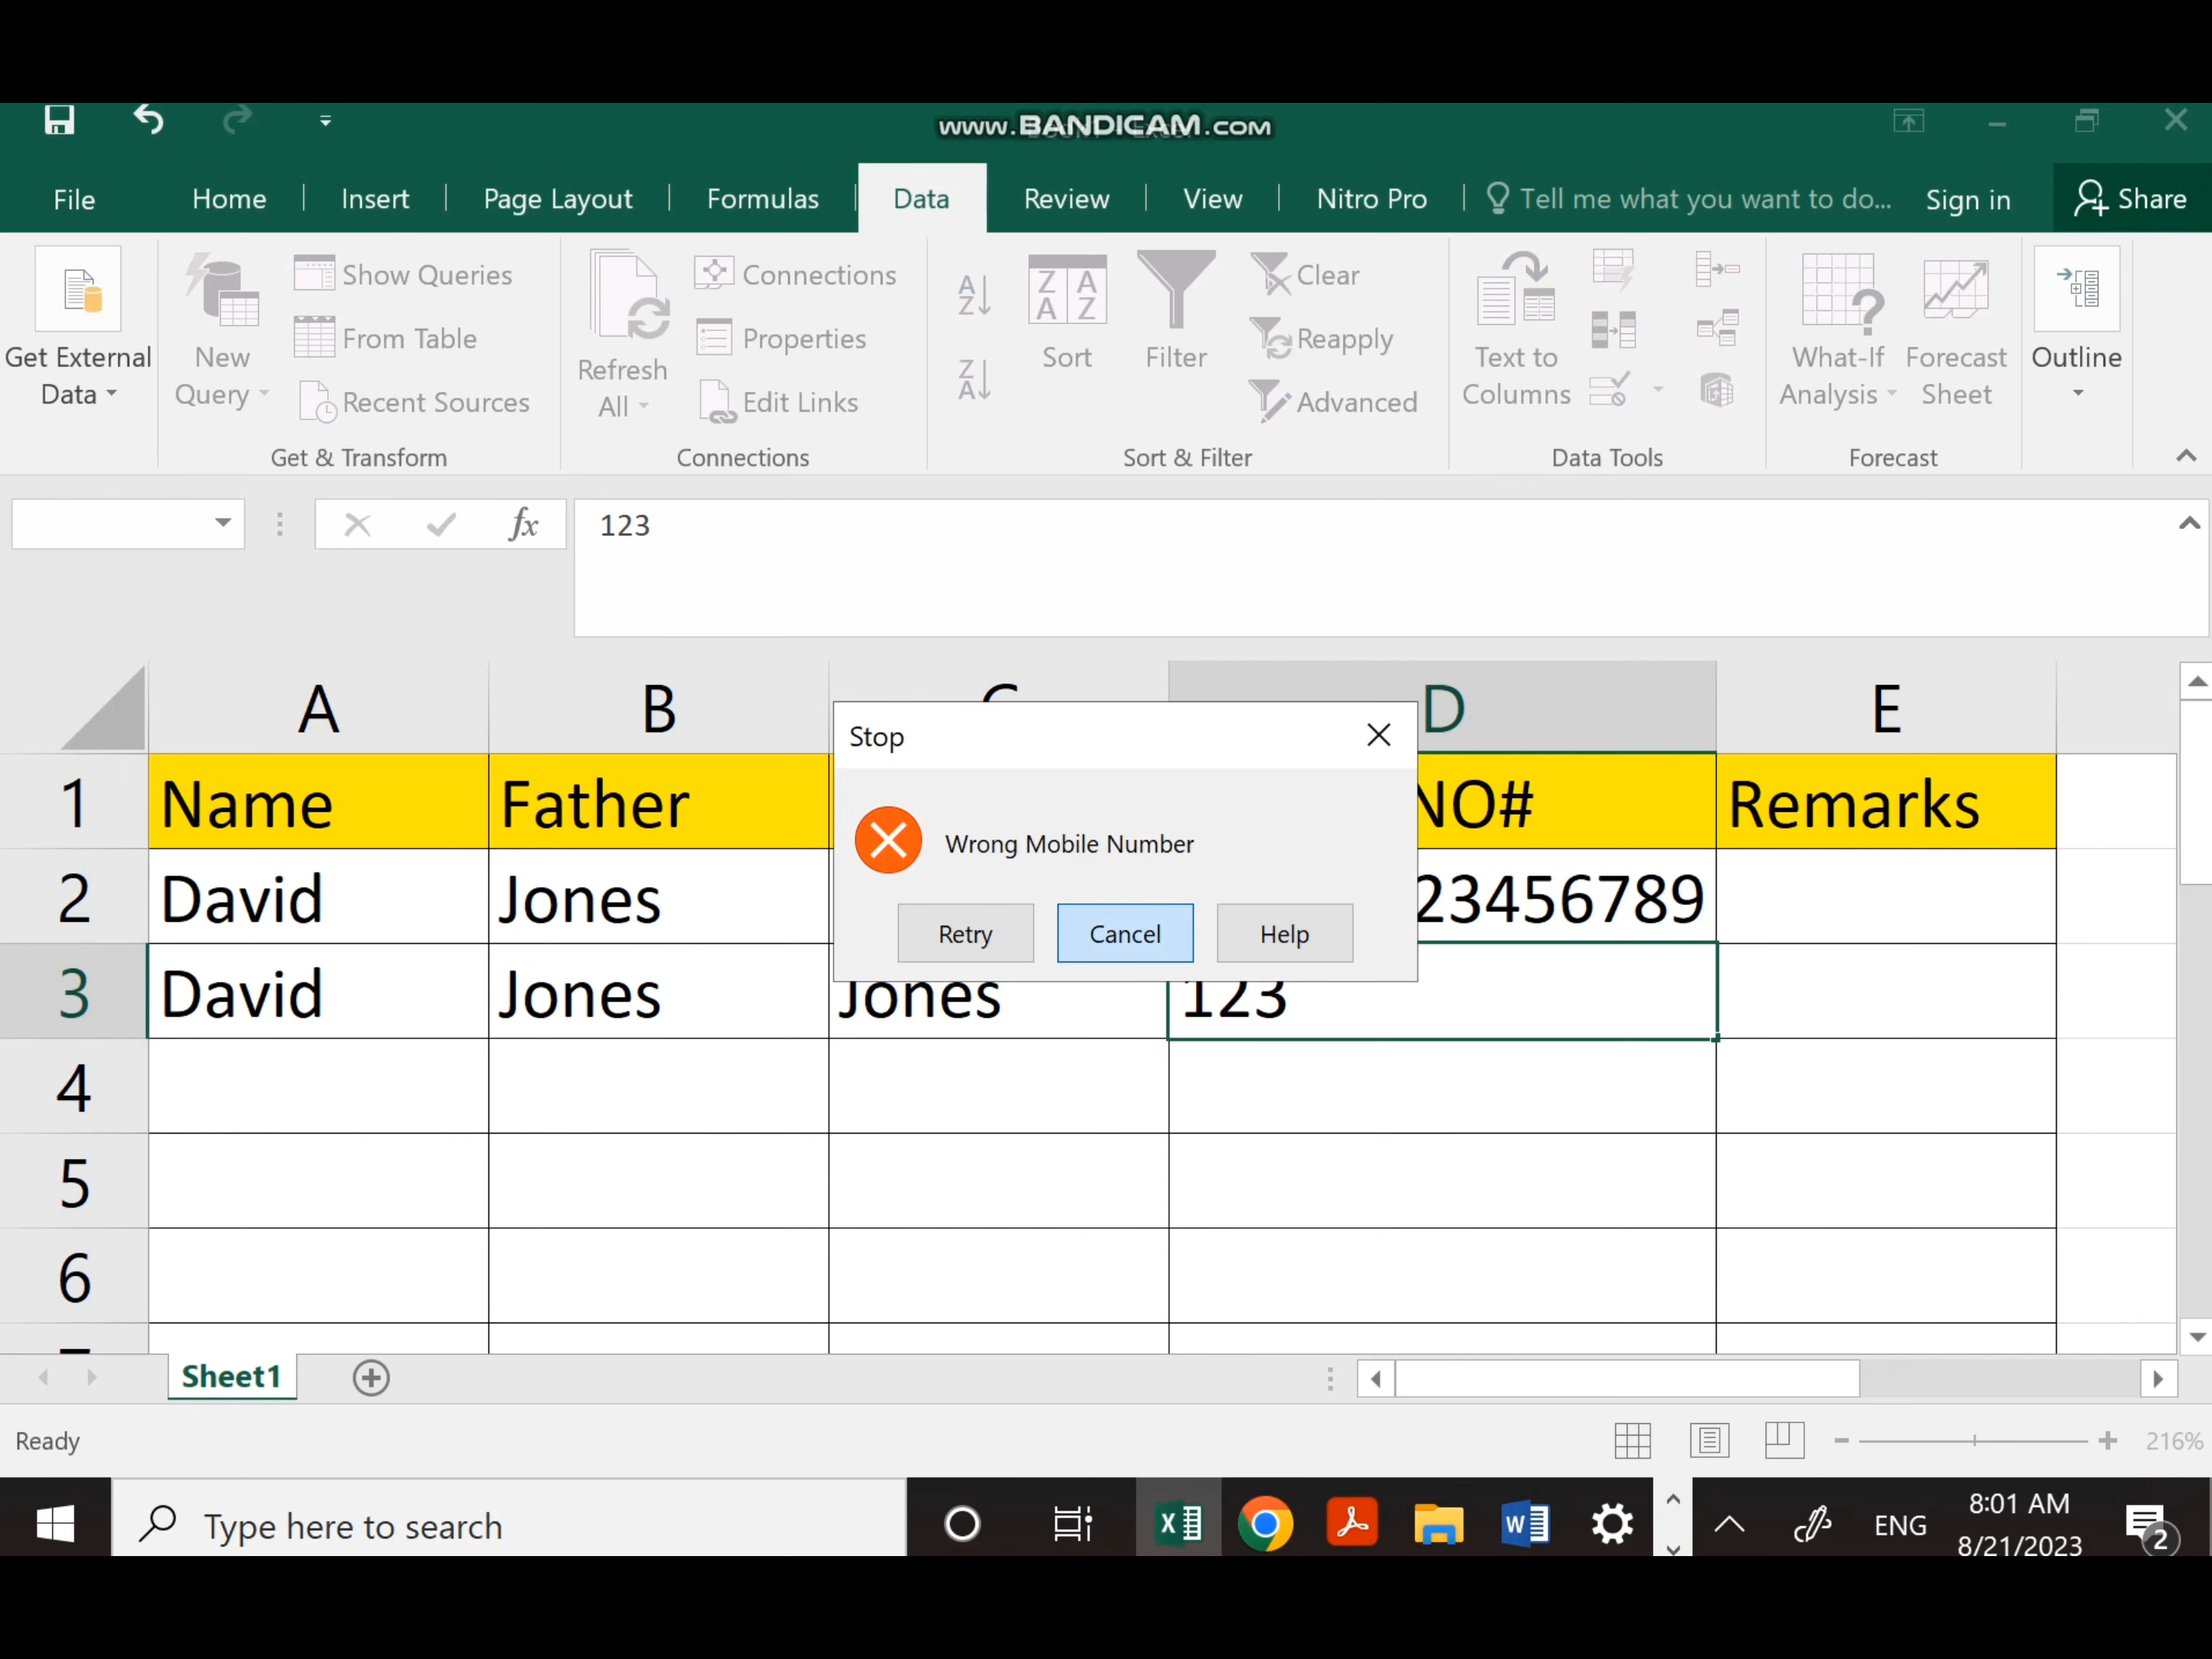 www.BANDICAM.com
File Home Insert Page Layout Formulas Data Review View Nitro Pro Tell me what you want to do... Sign in Share
Get External Data
New Query
Show Queries
From Table
Recent Sources
Get & Transform
Refresh All
Connections
Properties
Edit Links
Connections
A Z
Z A
Z A A Z
Sort
Filter
Clear
Reapply
Advanced
Sort & Filter
Text to Columns
Data Tools
What-If Analysis
Forecast Sheet
Forecast
Outline
fx 123
A B D E
Stop
Wrong Mobile Number
Retry Cancel Help
1 Name Father NO# Remarks
2 David Jones 23456789
3 David Jones Jones 123
4
5
6
Sheet1
Ready 216%
Type here to search
ENG
8:01 AM
8/21/2023
2